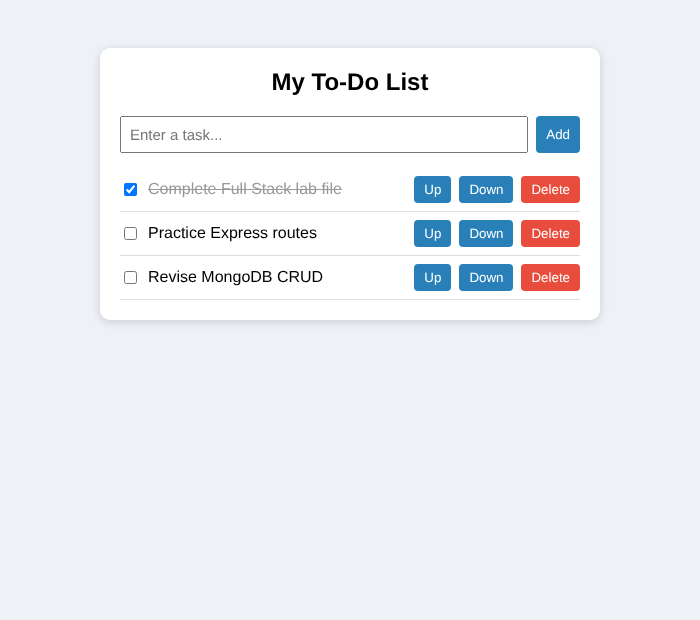 My To-Do List
Enter a task... Add
Complete Full Stack lab file Up Down Delete
Practice Express routes Up Down Delete
Revise MongoDB CRUD Up Down Delete